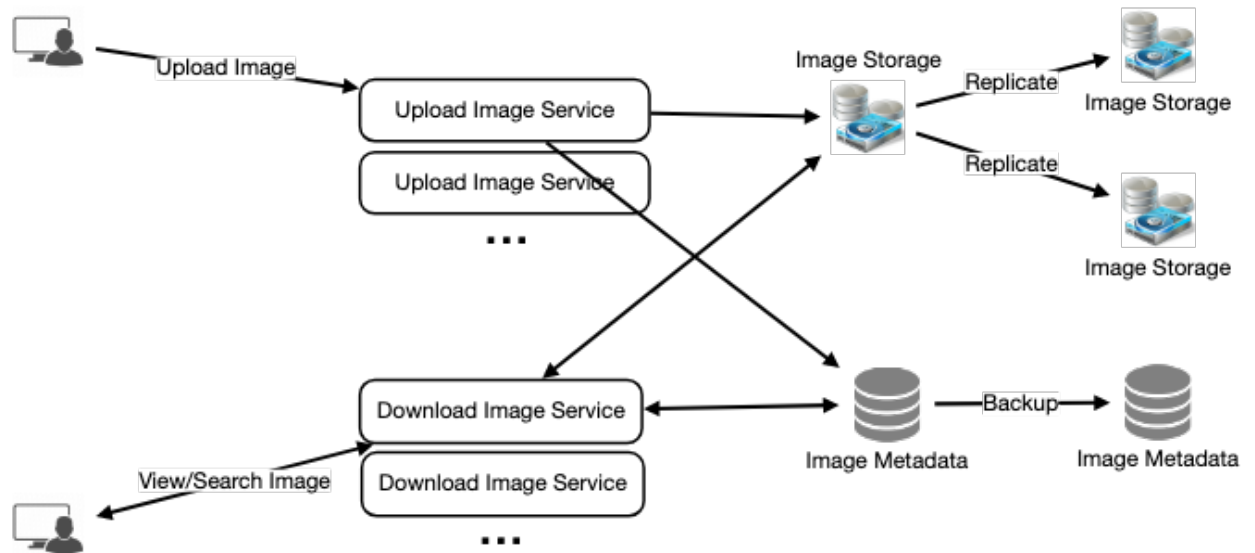 Upload Image
Image Storage
Replicate
Image Storage
Upload Image Service
Replicate
Upload Image Service
...
Image Storage
Download Image Service
Backup
Image Metadata
Image Metadata
View/Search Image
Download Image Service
...